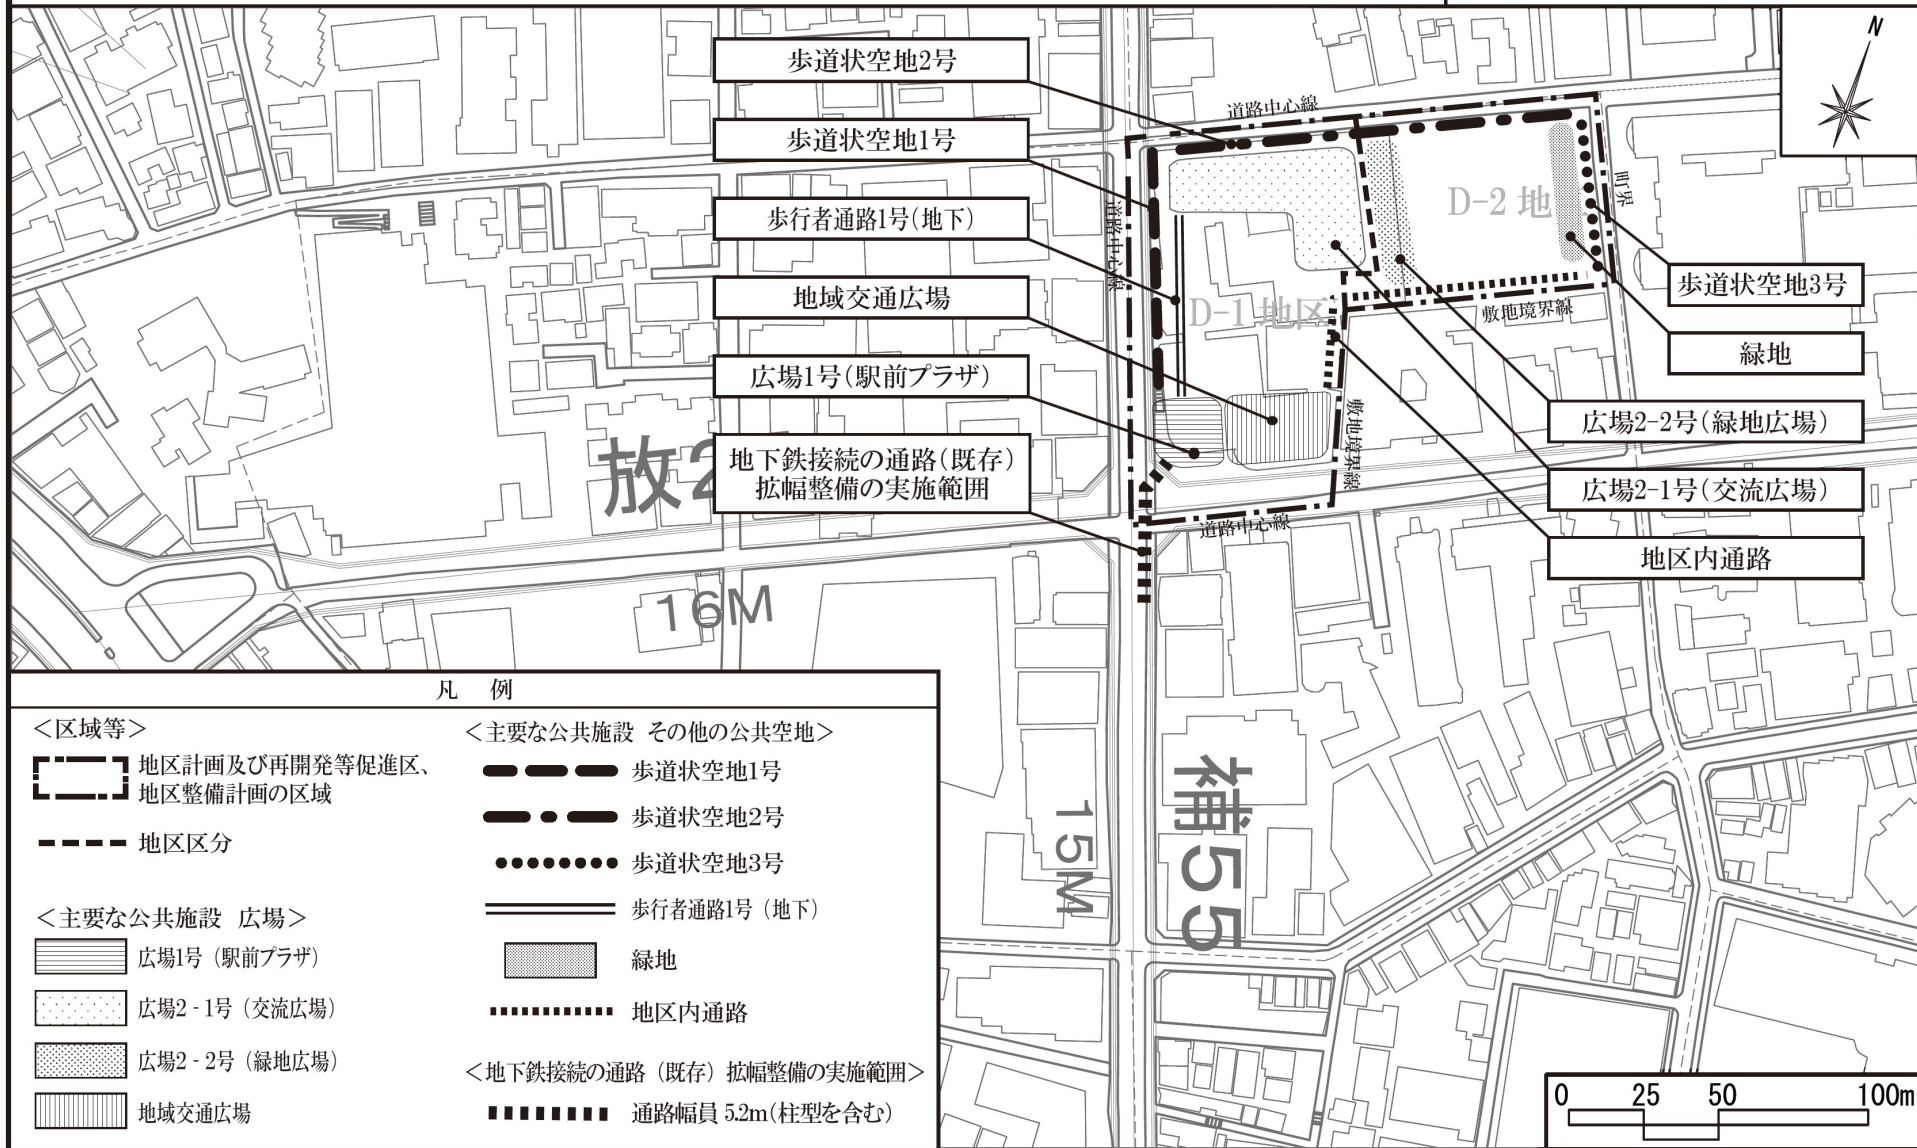 N
歩道状空地2号
歩道状空地1号
歩行者通路1号(地下)
地域交通広場
広場1号(駅前プラザ)
地下鉄接続の通路(既存)
拡幅整備の実施範囲
道路中心線
道路中心線
町界
D-2 地
D-1 地区
敷地境界線
敷地境界線
道路中心線
歩道状空地3号
緑地
広場2-2号(緑地広場)
広場2-1号(交流広場)
地区内通路
放2
16M
15M
補55
凡 例
<区域等>
地区計画及び再開発等促進区、
地区整備計画の区域
地区区分
<主要な公共施設 広場>
広場1号 (駅前プラザ)
広場2 - 1号 (交流広場)
広場2 - 2号 (緑地広場)
地域交通広場
<主要な公共施設 その他の公共空地>
歩道状空地1号
歩道状空地2号
歩道状空地3号
歩行者通路1号 (地下)
緑地
地区内通路
<地下鉄接続の通路 (既存) 拡幅整備の実施範囲>
通路幅員 5.2m(柱型を含む)
0 25 50 100m